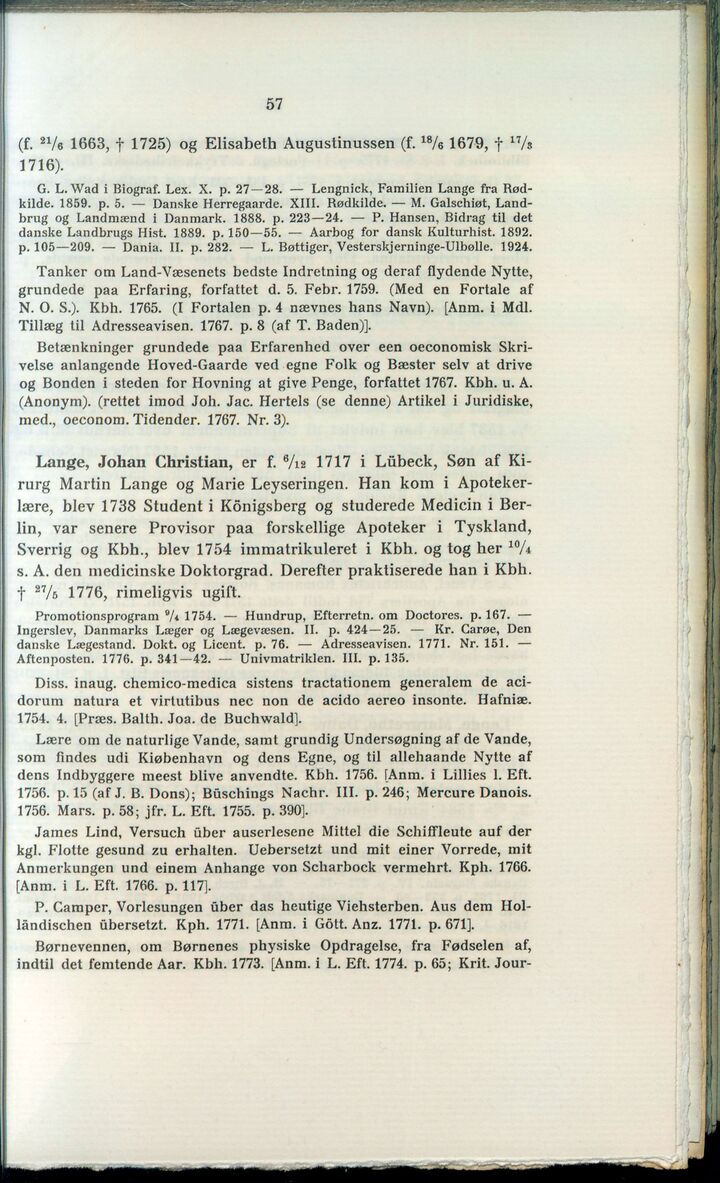 57
(f. ²¹/₆ 1663, † 1725) og Elisabeth Augustinussen (f. ¹⁸/₆ 1679, † ¹⁷/₃
1716).
G. L. Wad i Biograf. Lex. X. p. 27—28. — Lengnick, Familien Lange fra Rød-
kilde. 1859. p. 5. — Danske Herregaarde. XIII. Rødkilde. — M. Galschiøt, Land-
brug og Landmænd i Danmark. 1888. p. 223—24. — P. Hansen, Bidrag til det
danske Landbrugs Hist. 1889. p. 150—55. — Aarbog for dansk Kulturhist. 1892.
p. 105—209. — Dania. II. p. 282. — L. Bøttiger, Vesterskjerninge-Ulbølle. 1924.
Tanker om Land-Væsenets bedste Indretning og deraf flydende Nytte,
grundede paa Erfaring, forfattet d. 5. Febr. 1759. (Med en Fortale af
N. O. S.). Kbh. 1765. (I Fortalen p. 4 nævnes hans Navn). [Anm. i Mdl.
Tillæg til Adresseavisen. 1767. p. 8 (af T. Baden)].
Betænkninger grundede paa Erfarenhed over een oeconomisk Skri-
velse anlangende Hoved-Gaarde ved egne Folk og Bæster selv at drive
og Bonden i steden for Hovning at give Penge, forfattet 1767. Kbh. u. A.
(Anonym). (rettet imod Joh. Jac. Hertels (se denne) Artikel i Juridiske,
med., oeconom. Tidender. 1767. Nr. 3).
Lange, Johan Christian, er f. ⁶/₁₂ 1717 i Lübeck, Søn af Ki-
rurg Martin Lange og Marie Leyseringen. Han kom i Apoteker-
lære, blev 1738 Student i Königsberg og studerede Medicin i Ber-
lin, var senere Provisor paa forskellige Apoteker i Tyskland,
Sverrig og Kbh., blev 1754 immatrikuleret i Kbh. og tog her ¹⁰/₄
s. A. den medicinske Doktorgrad. Derefter praktiserede han i Kbh.
† ²⁷/₅ 1776, rimeligvis ugift.
Promotionsprogram ⁹/₄ 1754. — Hundrup, Efterretn. om Doctores. p. 167. —
Ingerslev, Danmarks Læger og Lægevæsen. II. p. 424—25. — Kr. Carøe, Den
danske Lægestand. Dokt. og Licent. p. 76. — Adresseavisen. 1771. Nr. 151. —
Aftenposten. 1776. p. 341—42. — Univmatriklen. III. p. 135.
Diss. inaug. chemico-medica sistens tractationem generalem de aci-
dorum natura et virtutibus nec non de acido aereo insonte. Hafniæ.
1754. 4. [Præs. Balth. Joa. de Buchwald].
Lære om de naturlige Vande, samt grundig Undersøgning af de Vande,
som findes udi Kiøbenhavn og dens Egne, og til allehaande Nytte af
dens Indbyggere meest blive anvendte. Kbh. 1756. [Anm. i Lillies l. Eft.
1756. p. 15 (af J. B. Dons); Büschings Nachr. III. p. 246; Mercure Danois.
1756. Mars. p. 58; jfr. L. Eft. 1755. p. 390].
James Lind, Versuch über auserlesene Mittel die Schiffleute auf der
kgl. Flotte gesund zu erhalten. Uebersetzt und mit einer Vorrede, mit
Anmerkungen und einem Anhange von Scharbock vermehrt. Kph. 1766.
[Anm. i L. Eft. 1766. p. 117].
P. Camper, Vorlesungen über das heutige Viehsterben. Aus dem Hol-
ländischen übersetzt. Kph. 1771. [Anm. i Gött. Anz. 1771. p. 671].
Børnevennen, om Børnenes physiske Opdragelse, fra Fødselen af,
indtil det femtende Aar. Kbh. 1773. [Anm. i L. Eft. 1774. p. 65; Krit. Jour-